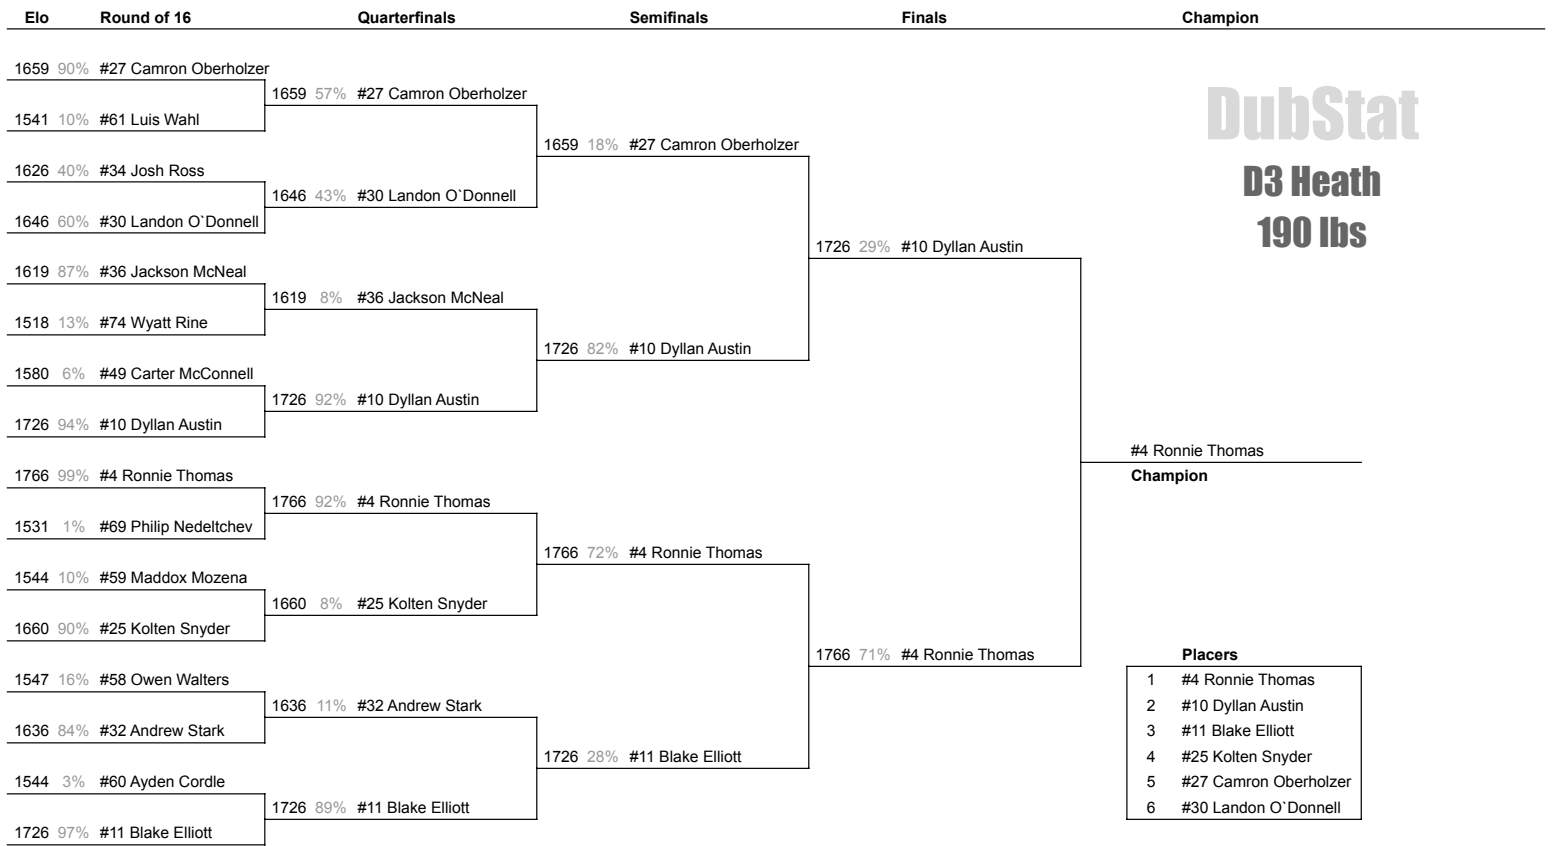 Elo Round of 16 Quarterfinals Semifinals Finals Champion
1659 90% #27 Camron Oberholzer
1659 57% #27 Camron Oberholzer
DubStat
1541 10% #61 Luis Wahl
1659 18% #27 Camron Oberholzer
1626 40% #34 Josh Ross
D3 Heath
1646 43% #30 Landon O`Donnell
1646 60% #30 Landon O`Donnell
190 lbs
1726 29% #10 Dyllan Austin
1619 87% #36 Jackson McNeal
1619 8% #36 Jackson McNeal
1518 13% #74 Wyatt Rine
1726 82% #10 Dyllan Austin
1580 6% #49 Carter McConnell
1726 92% #10 Dyllan Austin
1726 94% #10 Dyllan Austin
#4 Ronnie Thomas
1766 99% #4 Ronnie Thomas
Champion
1766 92% #4 Ronnie Thomas
1531 1% #69 Philip Nedeltchev
1766 72% #4 Ronnie Thomas
1544 10% #59 Maddox Mozena
1660 8% #25 Kolten Snyder
1660 90% #25 Kolten Snyder
1766 71% #4 Ronnie Thomas
Placers
1547 16% #58 Owen Walters
1 #4 Ronnie Thomas
1636 11% #32 Andrew Stark
2 #10 Dyllan Austin
1636 84% #32 Andrew Stark
3 #11 Blake Elliott
1726 28% #11 Blake Elliott
4 #25 Kolten Snyder
1544 3% #60 Ayden Cordle
5 #27 Camron Oberholzer
1726 89% #11 Blake Elliott
6 #30 Landon O`Donnell
1726 97% #11 Blake Elliott